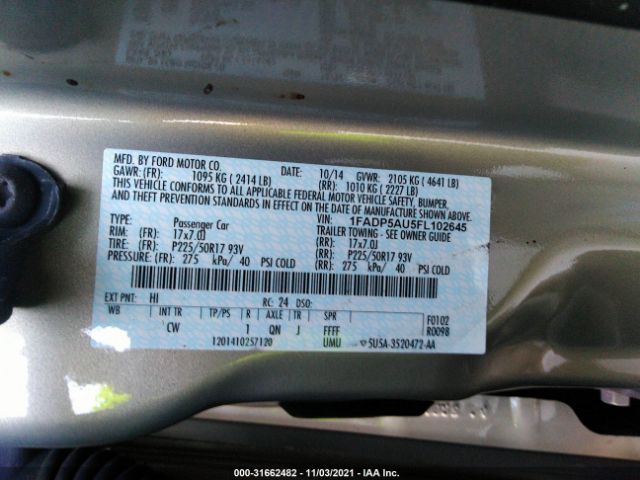 MFD. BY FORD MOTOR CO.
DATE: 10/14 GVWR: 2105 KG ( 4641 LB)
GAWR: (FR): 1095 KG ( 2414 LB) (RR): 1010 KG ( 2227 LB)
THIS VEHICLE CONFORMS TO ALL APPLICABLE FEDERAL MOTOR VEHICLE SAFETY, BUMPER,
AND THEFT PREVENTION STANDARDS IN EFFECT ON THE DATE OF MANUFACTURE SHOWN ABOVE.
VIN: 1FADP5AU5FL102645
TYPE: Passenger Car TRAILER TOWING - SEE OWNER GUIDE
RIM: (FR): 17x7.0J (RR): 17x7.0J
TIRE: (FR): P225/50R17 93V (RR): P225/50R17 93V
PRESSURE: (FR): 275 kPa/ 40 PSI COLD (RR): 275 kPa/ 40 PSI COLD
EXT PNT: HI RC: 24 DSO:
WB INT TR TP/PS R AXLE TR SPR F0102
CW 1 QN J FFFF R0098
1201410257120 UMU 5U5A-3520472-AA
000-31662482 - 11/03/2021 - IAA Inc.